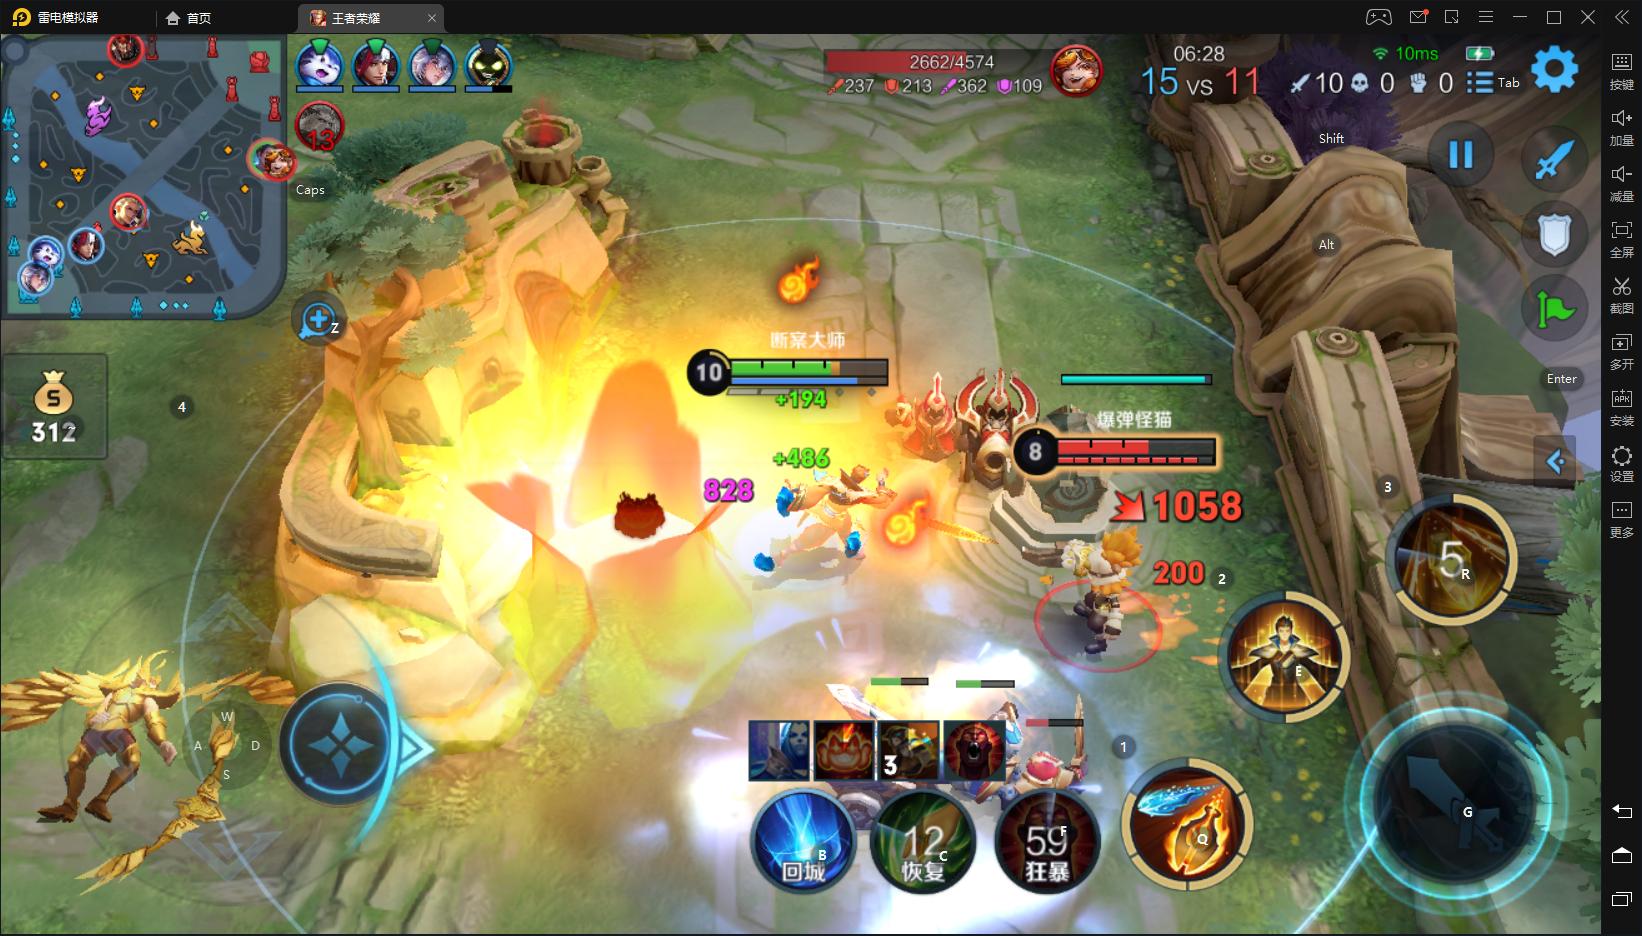 雷电模拟器
首页
王者荣耀
2662/4574
237 213 362 109
06:28
10ms
15 vs 11
10 0 0
Tab
13
Caps
Shift
Alt
Enter
Z
312
4
断案大师
10
+194
+486
828
爆弹怪猫
8
1058
200
2
3
5
R
E
W
A D
S
3
1
B
回城
12
C
恢复
59
F
狂暴
Q
G
按键
加量
减量
全屏
截图
多开
APK
安装
设置
更多